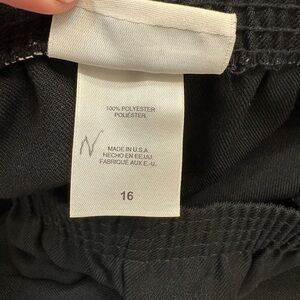 100% POLYESTER
POLIÉSTER
N
MADE IN U.S.A.
HECHO EN EE.UU.
FABRIQUÉ AUX E.-U.
16